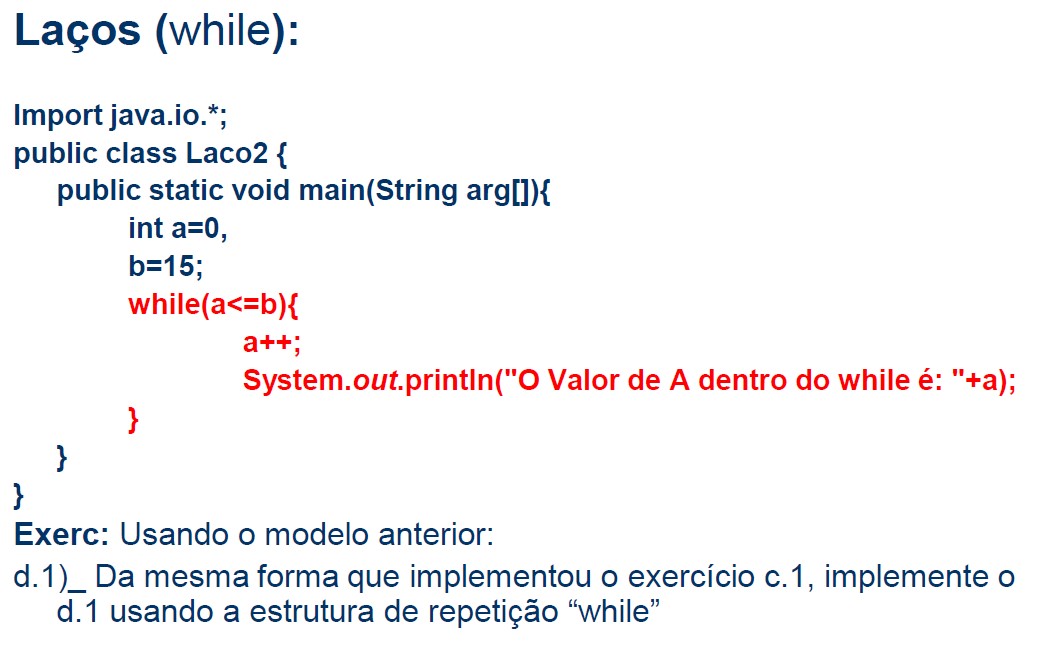 Laços (while):
Import java.io.*;
public class Laco2 {
public static void main(String arg[]){
int a=0,
b=15;
while(a<=b){
a++;
System.out.println("O Valor de A dentro do while é: "+a);
}
}
}
Exerc: Usando o modelo anterior:
d.1)_ Da mesma forma que implementou o exercício c.1, implemente o
d.1 usando a estrutura de repetição “while”